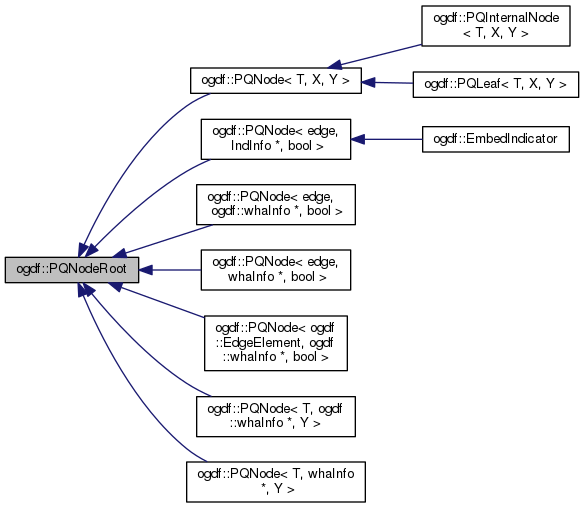 ogdf::PQInternalNode
< T, X, Y >
ogdf::PQNode< T, X, Y >
ogdf::PQLeaf< T, X, Y >
ogdf::PQNode< edge,
IndInfo *, bool >
ogdf::EmbedIndicator
ogdf::PQNode< edge,
ogdf::whaInfo *, bool >
ogdf::PQNodeRoot
ogdf::PQNode< edge,
whaInfo *, bool >
ogdf::PQNode< ogdf
::EdgeElement, ogdf
::whaInfo *, bool >
ogdf::PQNode< T, ogdf
::whaInfo *, Y >
ogdf::PQNode< T, whaInfo
*, Y >